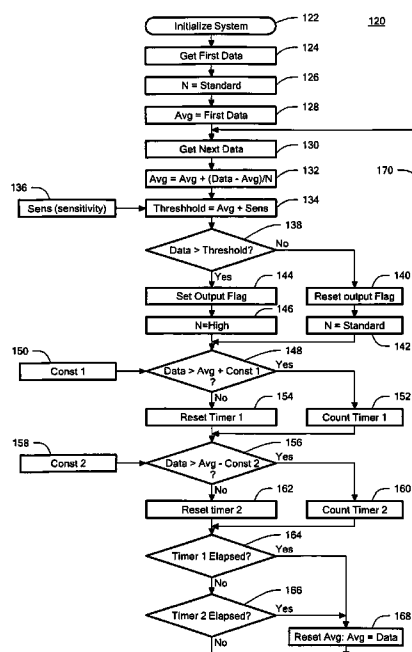 120
Initialize System
122
Get First Data
124
N = Standard
126
Avg = First Data
128
Get Next Data
130
Avg = Avg + (Data - Avg)/N
132
170
136
Sens (sensitivity)
Threshhold = Avg + Sens
134
138
Data > Threshold?
No
Yes
144
140
Set Output Flag
Reset output Flag
146
N=High
N = Standard
142
150
148
Const 1
Data > Avg + Const 1
?
Yes
No
154
152
Reset Timer 1
Count Timer 1
158
156
Const 2
Data > Avg - Const 2
?
Yes
No
162
160
Reset timer 2
Count Timer 2
164
Timer 1 Elapsed?
Yes
No
166
Timer 2 Elapsed?
Yes
168
No
Reset Avg: Avg = Data